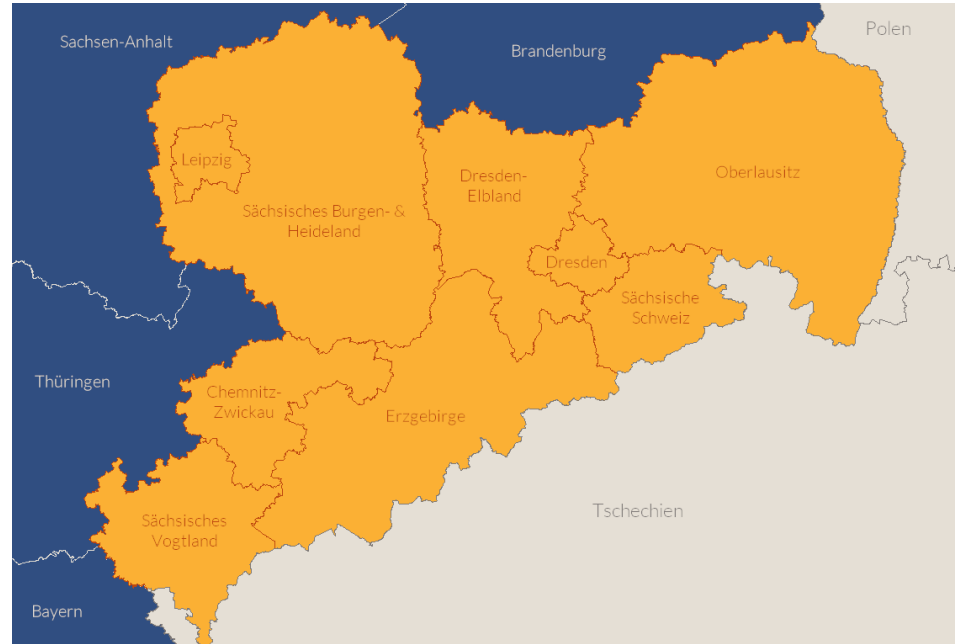 Sachsen-Anhalt
Brandenburg
Polen
Leipzig
Dresden-
Elbland
Oberlausitz
Sächsisches Burgen- &
Heideland
Dresden
Sächsische
Schweiz
Thüringen
Chemnitz-
Zwickau
Erzgebirge
Tschechien
Sächsisches
Vogtland
Bayern